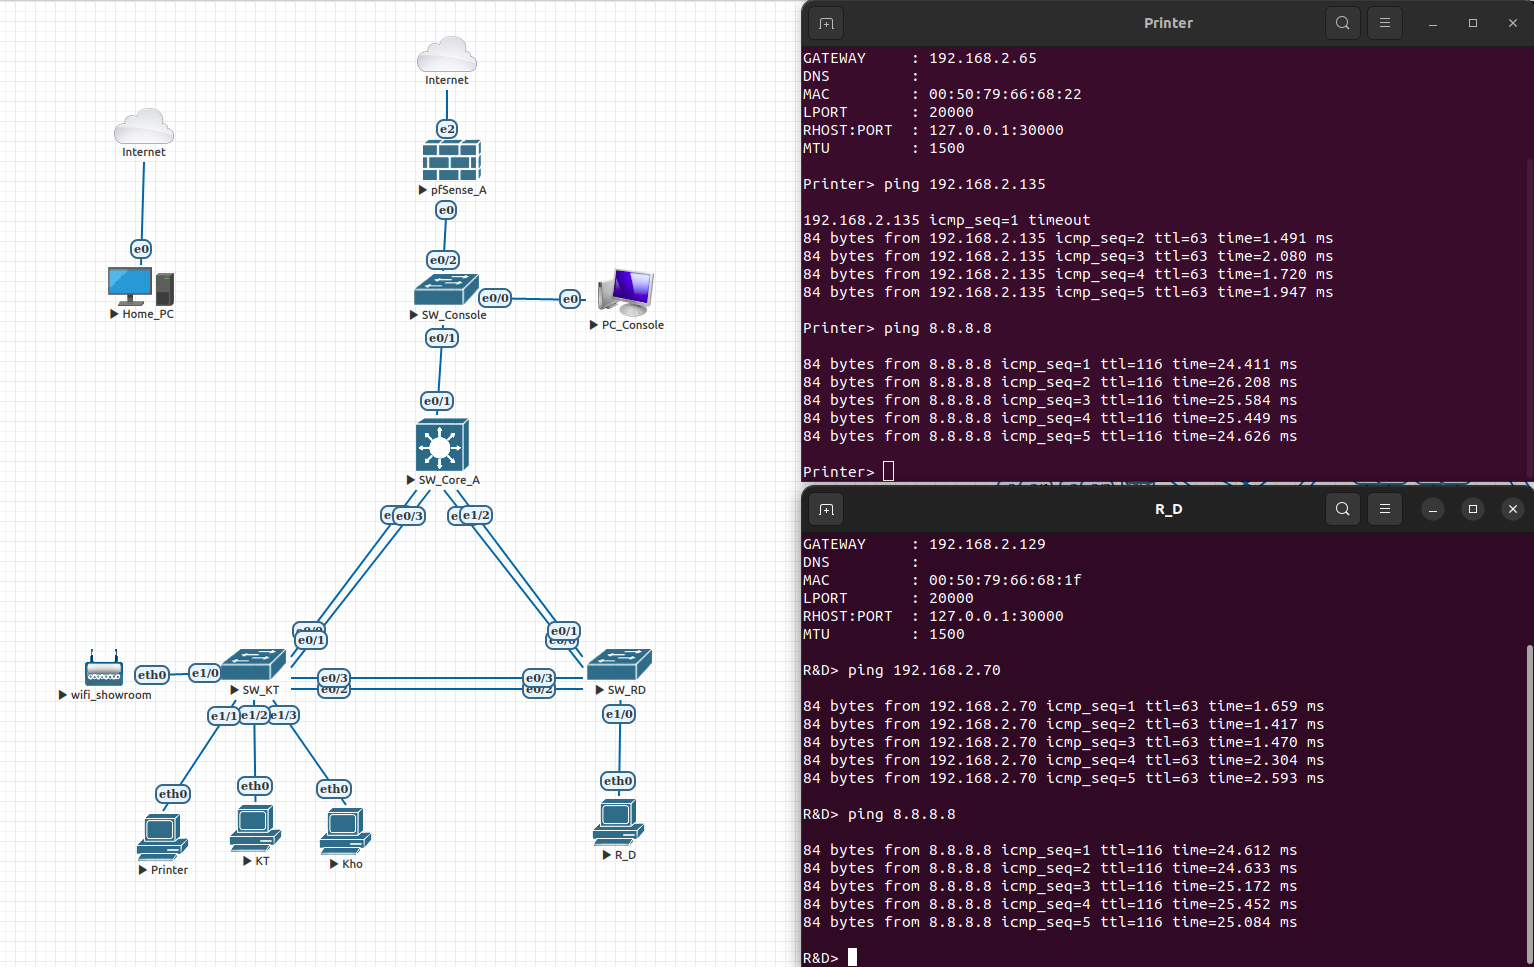 Internet
e2
pfSense_A
e0
e0/2
SW_Console
e0/0
e0
PC_Console
e0/1
e0/1
SW_Core_A
Internet
e0
Home_PC
e0/3
e1/2
e0/0
e0/1
e0/1
e0/0
wifi_showroom
eth0
e1/0
SW_KT
e0/3
e0/2
e0/3
e0/2
SW_RD
e1/1
e1/2
e1/3
e1/0
eth0
eth0
eth0
eth0
Printer
KT
Kho
R_D
Printer
GATEWAY : 192.168.2.65
DNS :
MAC : 00:50:79:66:68:22
LPORT : 20000
RHOST:PORT : 127.0.0.1:30000
MTU : 1500
Printer> ping 192.168.2.135
192.168.2.135 icmp_seq=1 timeout
84 bytes from 192.168.2.135 icmp_seq=2 ttl=63 time=1.491 ms
84 bytes from 192.168.2.135 icmp_seq=3 ttl=63 time=2.080 ms
84 bytes from 192.168.2.135 icmp_seq=4 ttl=63 time=1.720 ms
84 bytes from 192.168.2.135 icmp_seq=5 ttl=63 time=1.947 ms
Printer> ping 8.8.8.8
84 bytes from 8.8.8.8 icmp_seq=1 ttl=116 time=24.411 ms
84 bytes from 8.8.8.8 icmp_seq=2 ttl=116 time=26.208 ms
84 bytes from 8.8.8.8 icmp_seq=3 ttl=116 time=25.584 ms
84 bytes from 8.8.8.8 icmp_seq=4 ttl=116 time=25.449 ms
84 bytes from 8.8.8.8 icmp_seq=5 ttl=116 time=24.626 ms
Printer>
R_D
GATEWAY : 192.168.2.129
DNS :
MAC : 00:50:79:66:68:1f
LPORT : 20000
RHOST:PORT : 127.0.0.1:30000
MTU : 1500
R&D> ping 192.168.2.70
84 bytes from 192.168.2.70 icmp_seq=1 ttl=63 time=1.659 ms
84 bytes from 192.168.2.70 icmp_seq=2 ttl=63 time=1.417 ms
84 bytes from 192.168.2.70 icmp_seq=3 ttl=63 time=1.470 ms
84 bytes from 192.168.2.70 icmp_seq=4 ttl=63 time=2.304 ms
84 bytes from 192.168.2.70 icmp_seq=5 ttl=63 time=2.593 ms
R&D> ping 8.8.8.8
84 bytes from 8.8.8.8 icmp_seq=1 ttl=116 time=24.612 ms
84 bytes from 8.8.8.8 icmp_seq=2 ttl=116 time=24.633 ms
84 bytes from 8.8.8.8 icmp_seq=3 ttl=116 time=25.172 ms
84 bytes from 8.8.8.8 icmp_seq=4 ttl=116 time=25.452 ms
84 bytes from 8.8.8.8 icmp_seq=5 ttl=116 time=25.084 ms
R&D>